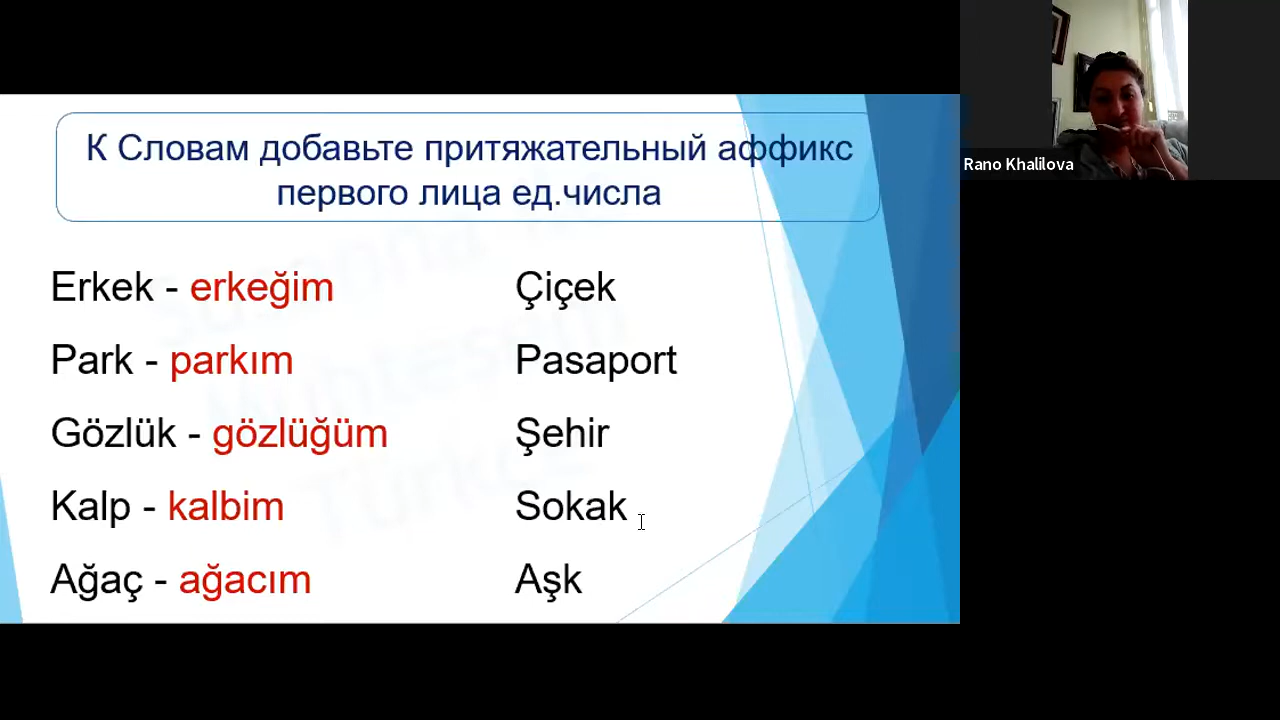 К Словам добавьте притяжательный аффикс
первого лица ед.числа
Erkek - erkeğim
Park - parkım
Gözlük - gözlüğüm
Kalp - kalbim
Ağaç - ağacım
Çiçek
Pasaport
Şehir
Sokak
Aşk
Rano Khalilova